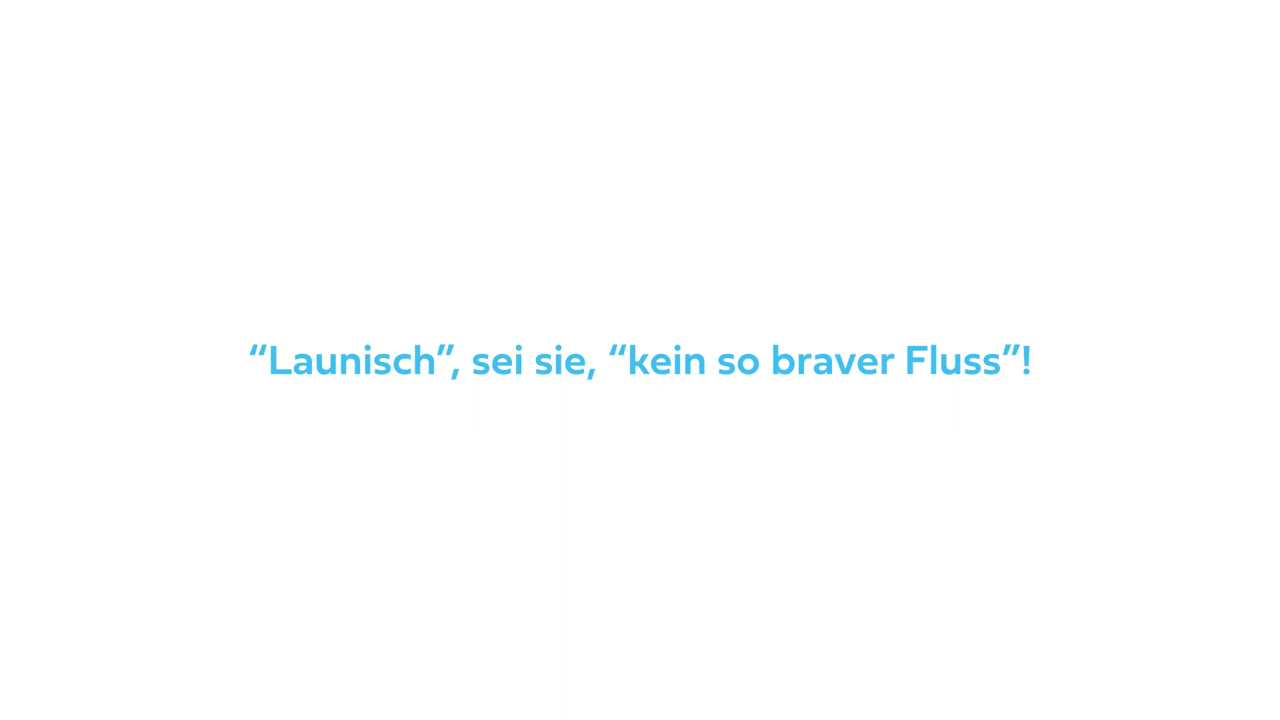 “Launisch”, sei sie, “kein so braver Fluss”!